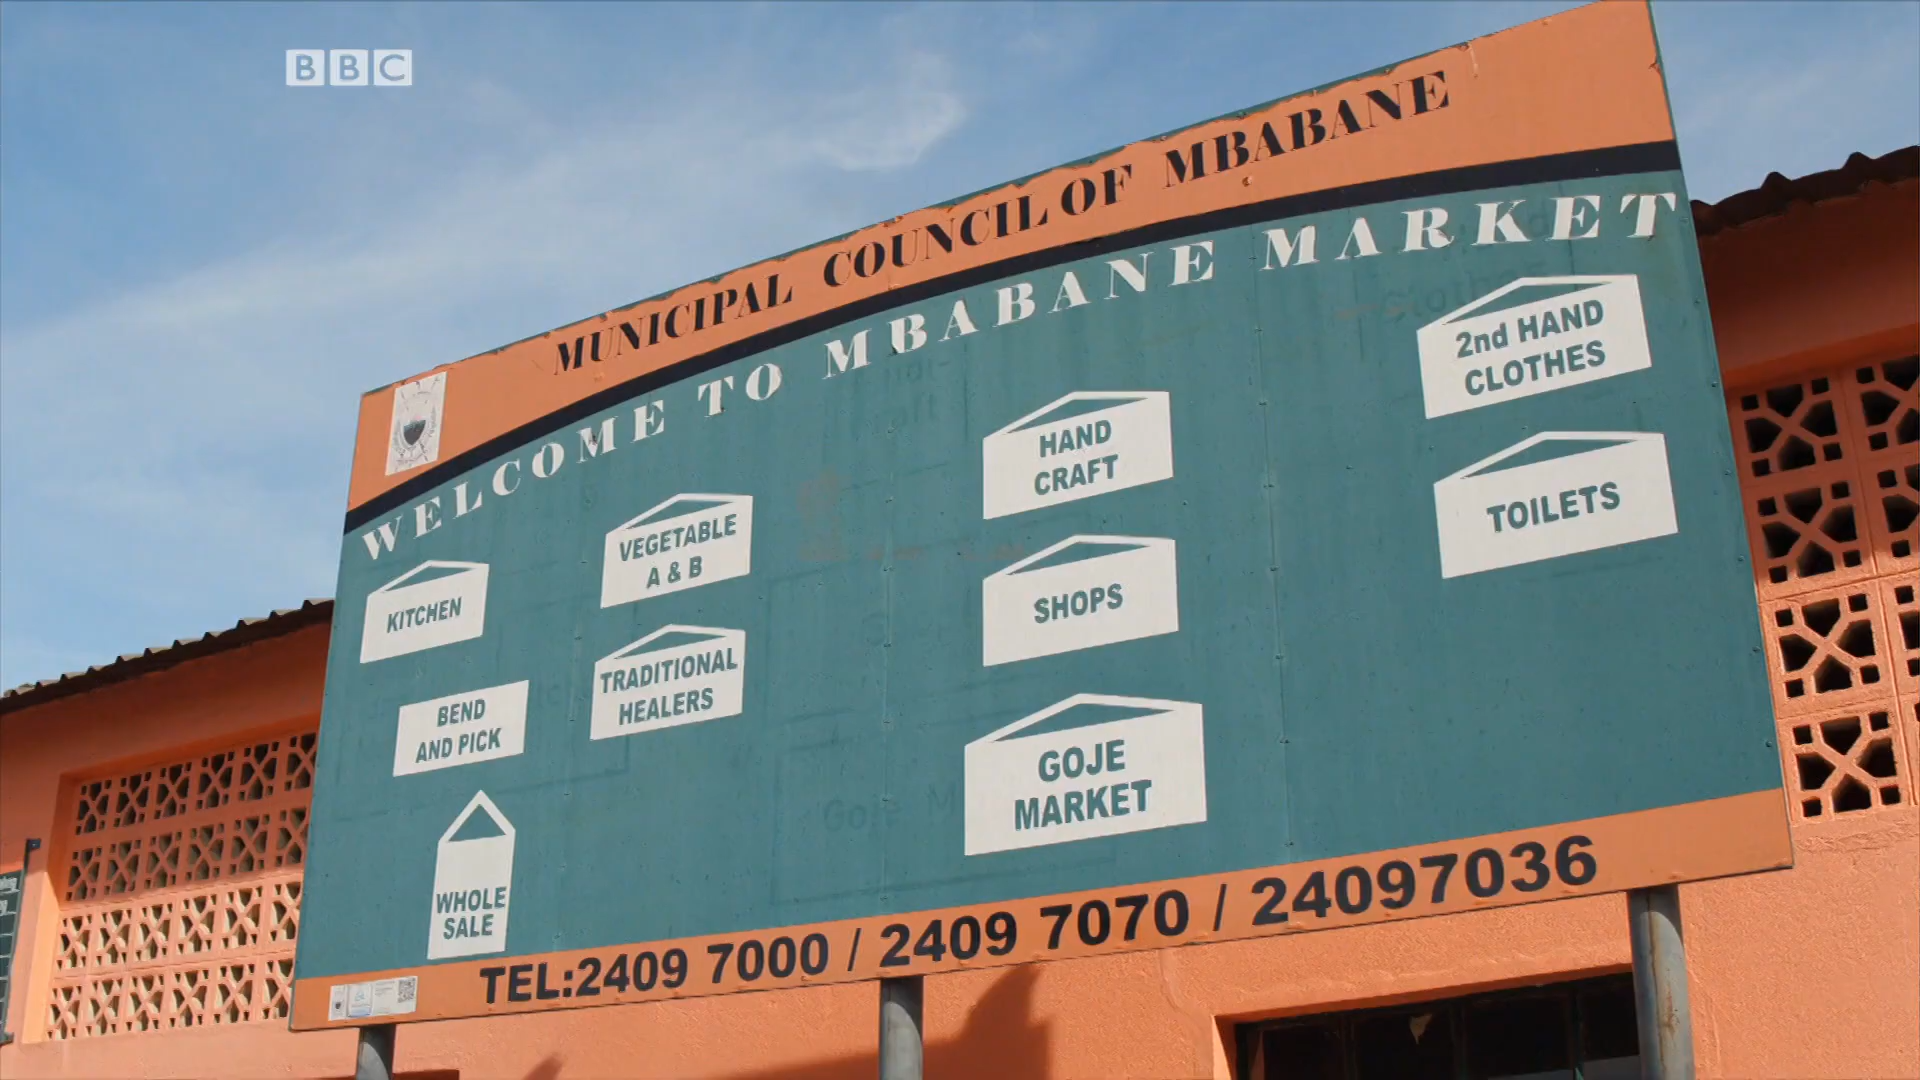 BBC
MUNICIPAL COUNCIL OF MBABANE
WELCOME TO MBABANE MARKET
KITCHEN
BEND
AND PICK
WHOLE
SALE
VEGETABLE
A & B
TRADITIONAL
HEALERS
HAND
CRAFT
SHOPS
GOJE
MARKET
2nd HAND
CLOTHES
TOILETS
TEL:2409 7000 / 2409 7070 / 24097036